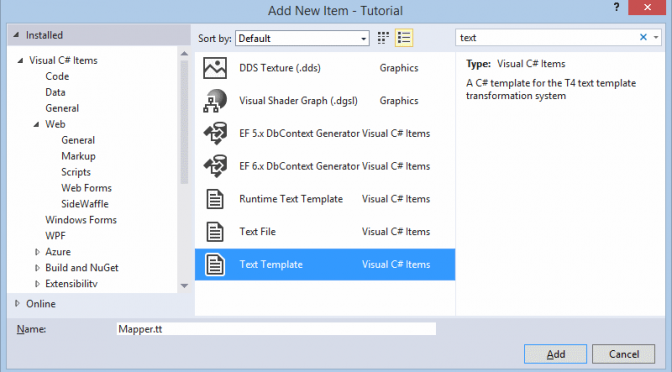 Add New Item - Tutorial
?
Installed
Sort by:
Default
text
Visual C# Items
Code
Data
General
Web
General
Markup
Scripts
Web Forms
SideWaffle
Windows Forms
WPF
Azure
Build and NuGet
Extensibility
Online
DDS Texture (.dds) Graphics
Visual Shader Graph (.dgsl) Graphics
EF 5.x DbContext Generator Visual C# Items
EF 6.x DbContext Generator Visual C# Items
Runtime Text Template Visual C# Items
Text File Visual C# Items
Text Template Visual C# Items
Type: Visual C# Items
A C# template for the T4 text template
transformation system
Name:
Mapper.tt
Add
Cancel